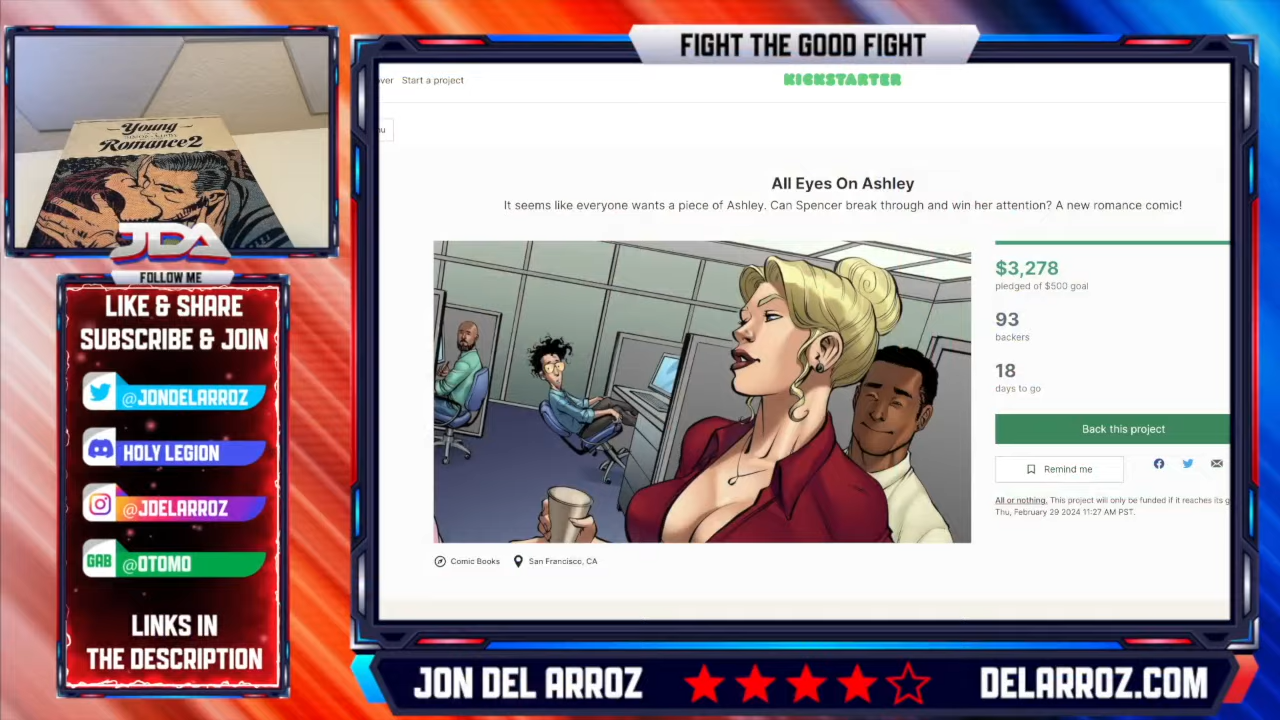 FIGHT THE GOOD FIGHT
Young
Romance 2
JDA
FOLLOW ME
LIKE & SHARE
SUBSCRIBE & JOIN
@JONDELARROZ
HOLY LEGION
@JDELARROZ
GAB
@OTOMO
LINKS IN
THE DESCRIPTION
over Start a project
KICKSTARTER
nu
All Eyes On Ashley
It seems like everyone wants a piece of Ashley. Can Spencer break through and win her attention? A new romance comic!
$3,278
pledged of $500 goal
93
backers
18
days to go
Back this project
Remind me
All or nothing. This project will only be funded if it reaches its g
Thu, February 29 2024 11:27 AM PST.
Comic Books
San Francisco, CA
JON DEL ARROZ
DELARROZ.COM